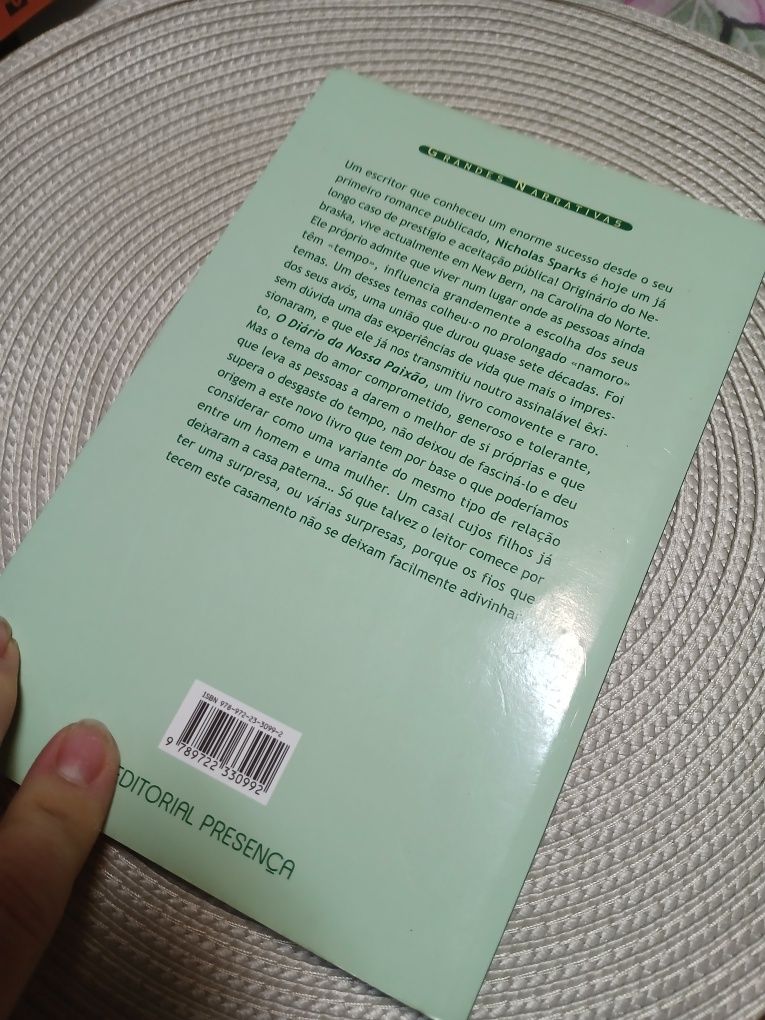 GRANDES NARRATIVAS
Um escritor que conheceu um enorme sucesso desde o seu
primeiro romance publicado, Nicholas Sparks é hoje um já
longo caso de prestígio e aceitação pública! Originário do Ne-
braska, vive actualmente em New Bern, na Carolina do Norte.
Ele próprio admite que viver num lugar onde as pessoas ainda
têm «tempo», influencia grandemente a escolha dos seus
temas. Um desses temas colheu-o no prolongado «namoro»
dos seus avós, uma união que durou quase sete décadas. Foi
sem dúvida uma das experiências de vida que mais o impres-
sionaram, e que ele já nos transmitiu noutro assinalável êxi-
to, O Diário da Nossa Paixão, um livro comovente e raro.
Mas o tema do amor comprometido, generoso e tolerante,
que leva as pessoas a darem o melhor de si próprias e que
supera o desgaste do tempo, não deixou de fasciná-lo e deu
origem a este novo livro que tem por base o que poderíamos
considerar como uma variante do mesmo tipo de relação
entre um homem e uma mulher. Um casal cujos filhos já
deixaram a casa paterna... Só que talvez o leitor comece por
ter uma surpresa, ou várias surpresas, porque os fios que
tecem este casamento não se deixam facilmente
ISBN 978-972-23-3099-2
9 789722 330992
EDITORIAL PRESENÇA